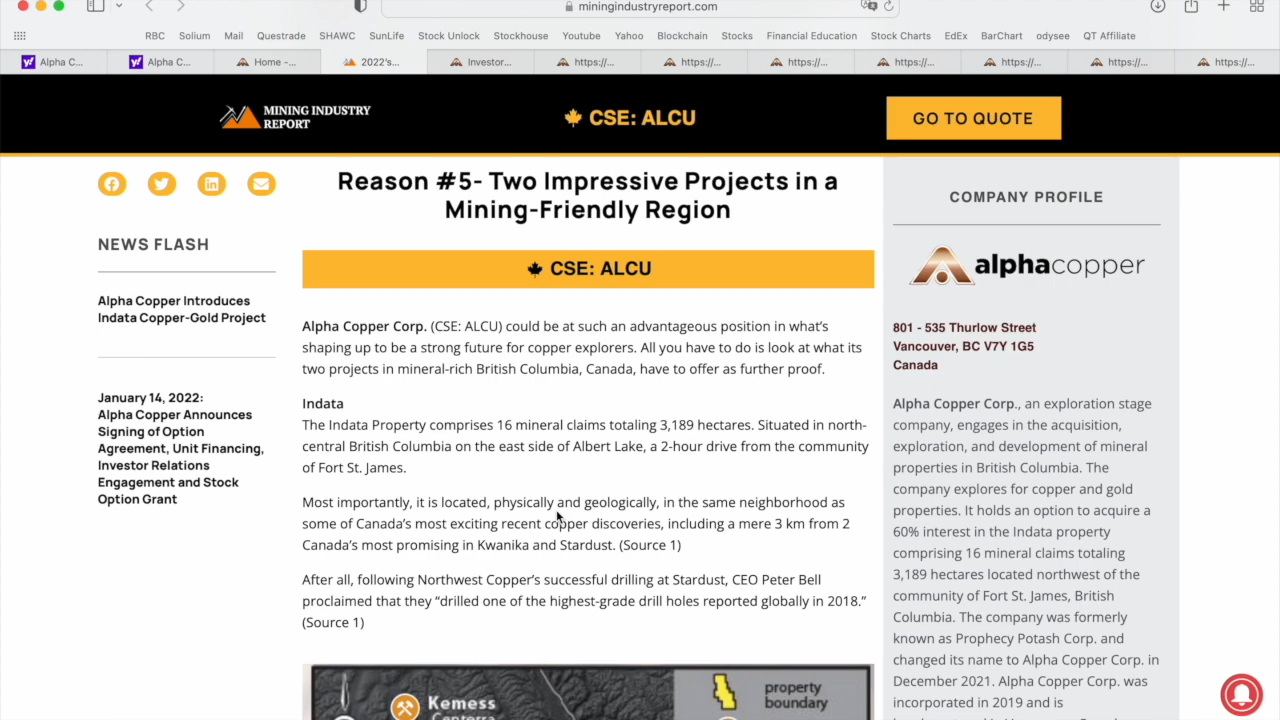 miningindustryreport.com
RBC Solium Mail Questrade SHAWC SunLife Stock Unlock Stockhouse Youtube Yahoo Blockchain Stocks Financial Education Stock Charts EdEx BarChart odysee QT Affiliate
Alpha C... Alpha C... Home -... 2022's... Investor... https://... https://... https://... https://... https://... https://... https://...
MINING INDUSTRY
REPORT
CSE: ALCU
GO TO QUOTE
Reason #5- Two Impressive Projects in a
Mining-Friendly Region
CSE: ALCU
NEWS FLASH
Alpha Copper Introduces
Indata Copper-Gold Project
January 14, 2022:
Alpha Copper Announces
Signing of Option
Agreement, Unit Financing,
Investor Relations
Engagement and Stock
Option Grant
Alpha Copper Corp. (CSE: ALCU) could be at such an advantageous position in what's
shaping up to be a strong future for copper explorers. All you have to do is look at what its
two projects in mineral-rich British Columbia, Canada, have to offer as further proof.
Indata
The Indata Property comprises 16 mineral claims totaling 3,189 hectares. Situated in north-
central British Columbia on the east side of Albert Lake, a 2-hour drive from the community
of Fort St. James.
Most importantly, it is located, physically and geologically, in the same neighborhood as
some of Canada's most exciting recent copper discoveries, including a mere 3 km from 2
Canada's most promising in Kwanika and Stardust. (Source 1)
After all, following Northwest Copper's successful drilling at Stardust, CEO Peter Bell
proclaimed that they “drilled one of the highest-grade drill holes reported globally in 2018.”
(Source 1)
Kemess
Centerra
property
boundary
COMPANY PROFILE
alphacopper
801 - 535 Thurlow Street
Vancouver, BC V7Y 1G5
Canada
Alpha Copper Corp., an exploration stage
company, engages in the acquisition,
exploration, and development of mineral
properties in British Columbia. The
company explores for copper and gold
properties. It holds an option to acquire a
60% interest in the Indata property
comprising 16 mineral claims totaling
3,189 hectares located northwest of the
community of Fort St. James, British
Columbia. The company was formerly
known as Prophecy Potash Corp. and
changed its name to Alpha Copper Corp. in
December 2021. Alpha Copper Corp. was
incorporated in 2019 and is